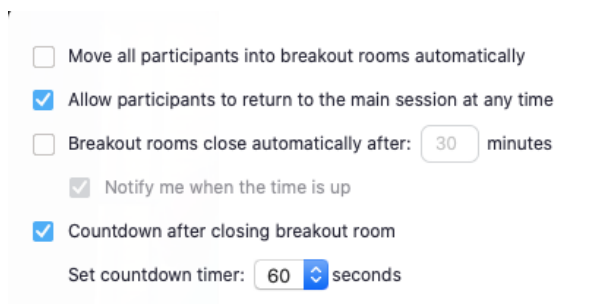 Move all participants into breakout rooms automatically
Allow participants to return to the main session at any time
Breakout rooms close automatically after: 30 minutes
Notify me when the time is up
Countdown after closing breakout room
Set countdown timer: 60 seconds